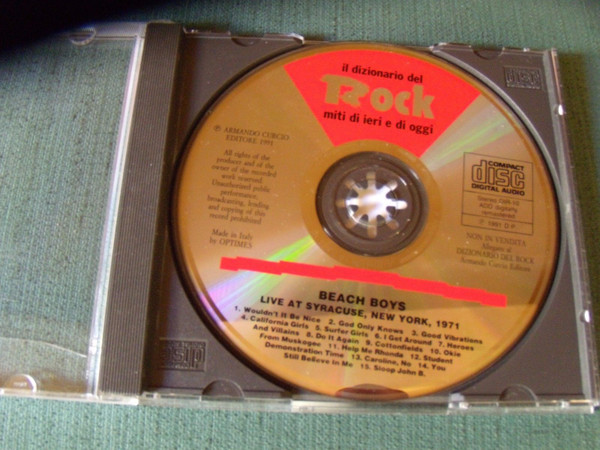 il dizionario del
Rock
miti di ieri e di oggi
℗ ARMANDO CURCIO
EDITORE 1991
All rights of the
producer and of the
owner of the recorded
work reserved.
Unauthorized public
performance,
broadcasting, lending,
and copying of this
record prohibited
Made in Italy
by OPTIMES
COMPACT
disc
DIGITAL AUDIO
ADD digitally
remastered
℗ 1991 D.P.
NON IN VENDITA
Allegato al
DIZIONARIO DEL ROCK
Armando Curcio Editore
BEACH BOYS
LIVE AT SYRACUSE, NEW YORK, 1971
1. Wouldn't It Be Nice 2. God Only Knows 3. Good Vibrations
4. California Girls 5. Surfer Girls 6. I Get Around 7. Heroes
And Villains 8. Do It Again 9. Cottonfields 10. Okie
From Muskogee 11. Help Me Rhonda 12. Student
Demonstration Time 13. Caroline, No 14. You
Still Believe in Me 15. Sloop John B.
disc